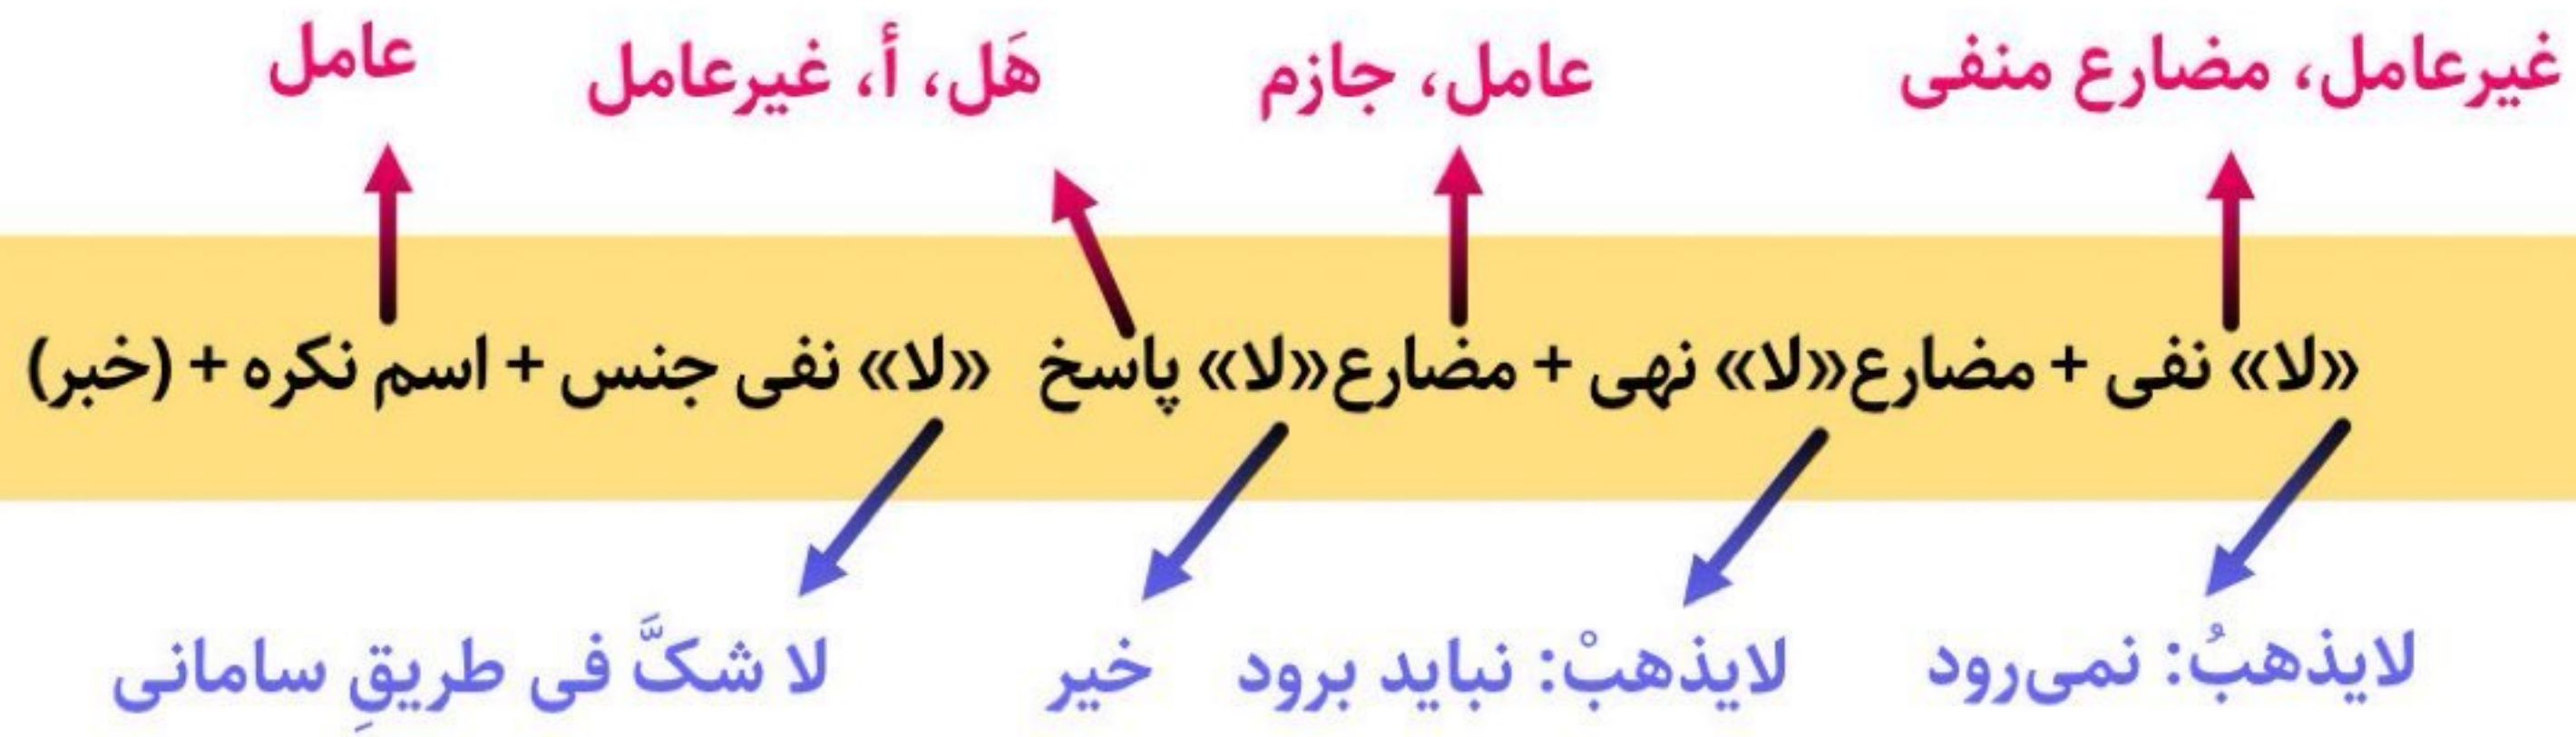 غیرعامل، مضارع منفی عامل، جازم هَل، أ، غیرعامل عامل
«لا» نفی + مضارع «لا» نهی + مضارع «لا» پاسخ «لا» نفی جنس + اسم نکره + (خبر)
لایذهبُ: نمی‌رود لایذهبْ: نباید برود خیر لا شکَّ فی طریقِ سامانی